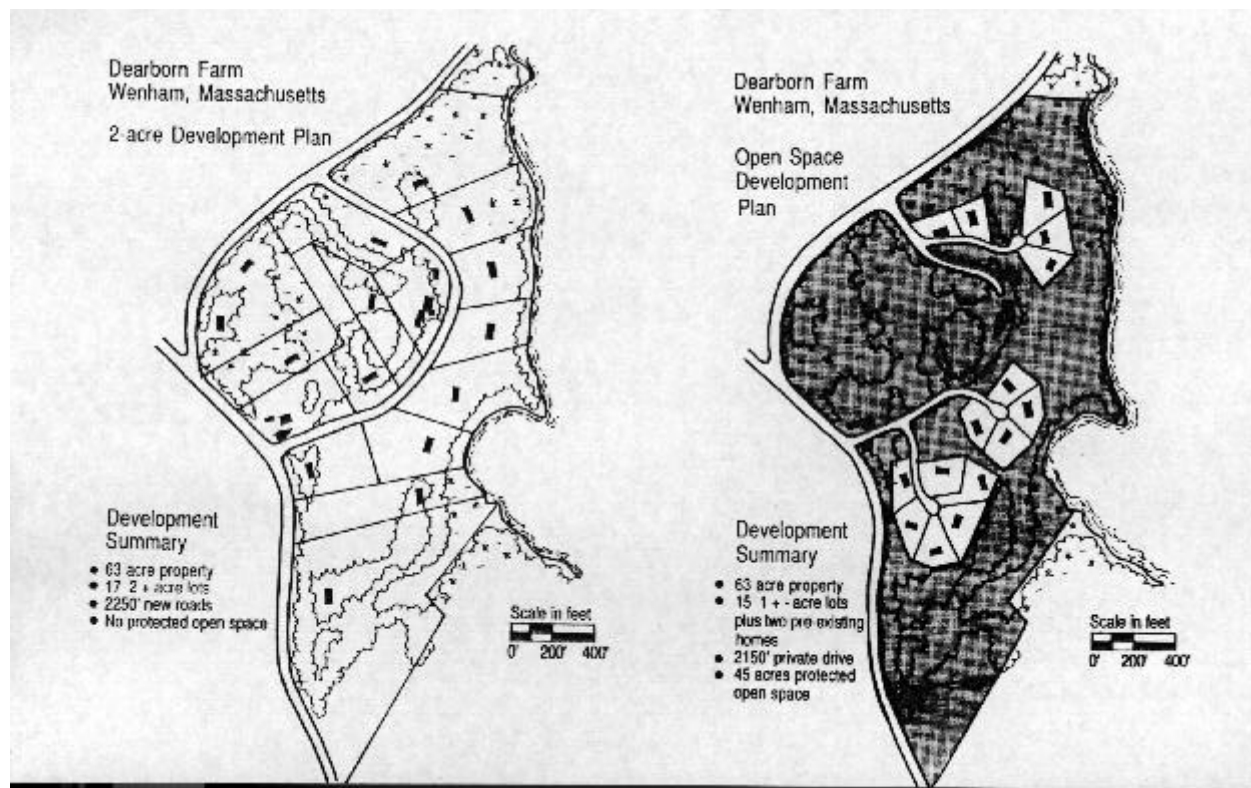 Dearborn Farm
Wenham, Massachusetts
2-acre Development Plan
Development
Summary
• 63 acre property
• 17 2 + acre lots
• 2250' new roads
• No protected open space
Scale in feet
0' 200' 400'
Dearborn Farm
Wenham, Massachusetts
Open Space
Development
Plan
Development
Summary
• 63 acre property
• 15 1 + - acre lots
plus two pre-existing
homes
• 2150' private drive
• 45 acres protected
open space
Scale in feet
0' 200' 400'